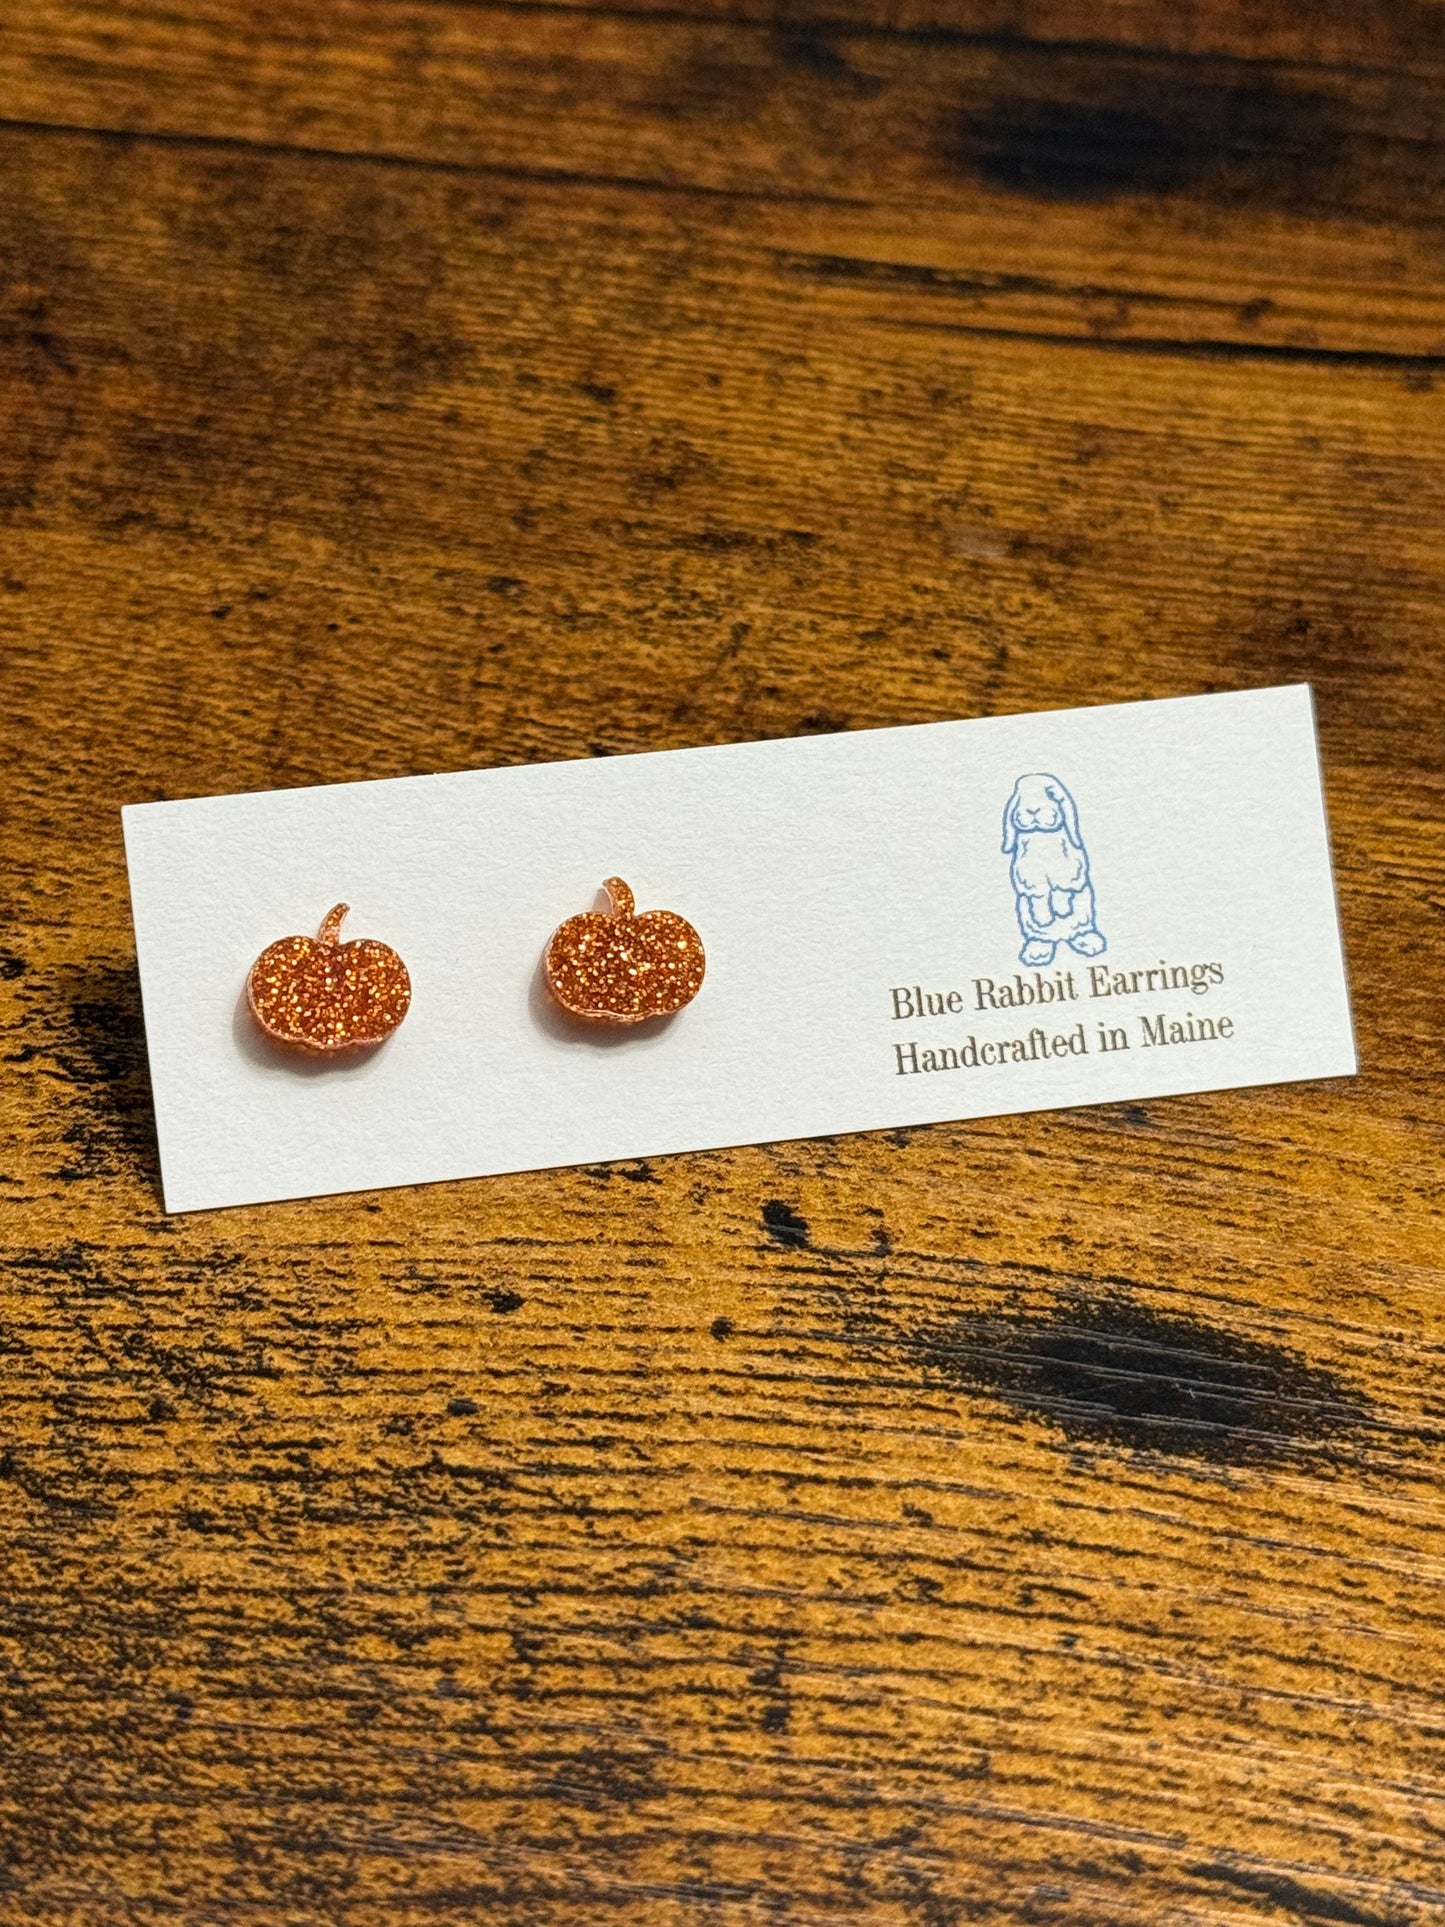 Blue Rabbit Earrings
Handcrafted in Maine